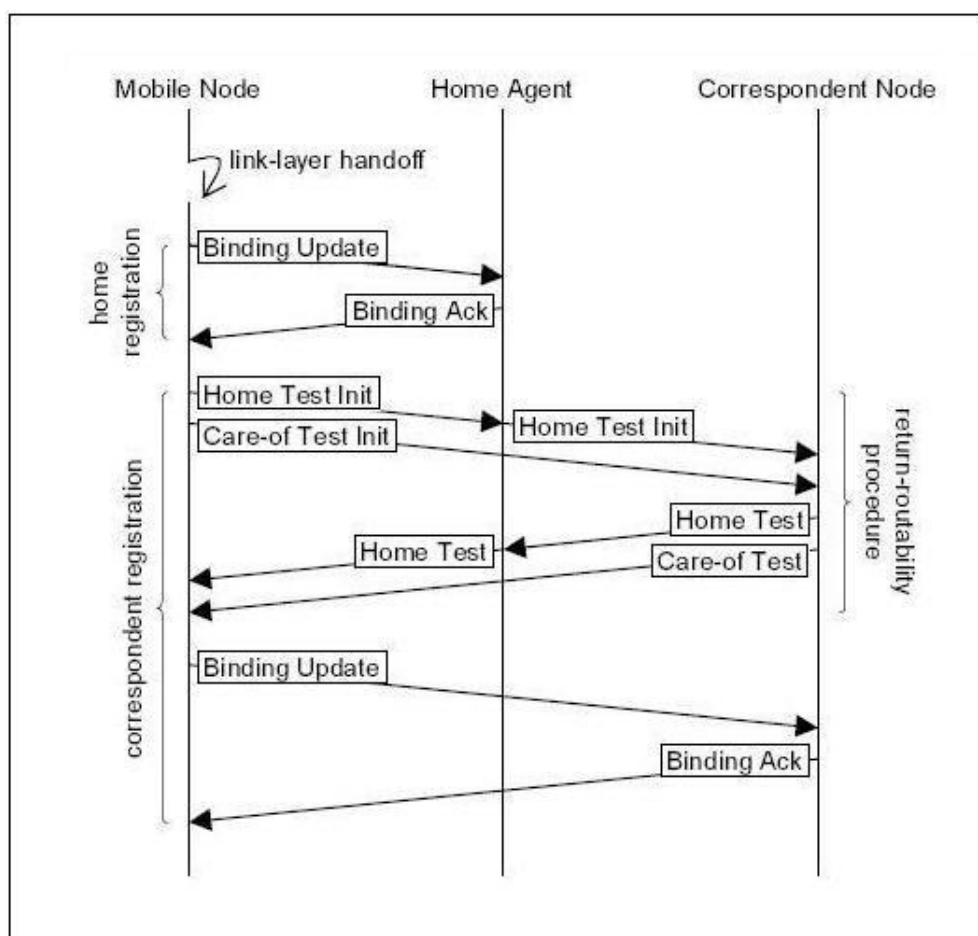 Mobile Node
Home Agent
Correspondent Node
link-layer handoff
home
registration
Binding Update
Binding Ack
correspondent registration
Home Test Init
Home Test Init
Care-of Test Init
return-routability
procedure
Home Test
Home Test
Care-of Test
Binding Update
Binding Ack